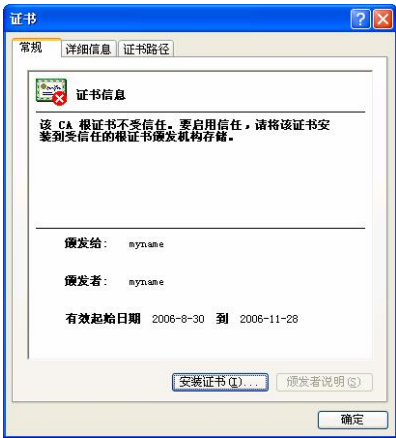 证书
常规 详细信息 证书路径
证书信息
该 CA 根证书不受信任。要启用信任，请将该证书安
装到受信任的根证书颁发机构存储。
颁发给： myname
颁发者： myname
有效起始日期 2006-8-30 到 2006-11-28
安装证书(I)... 颁发者说明(S)
确定